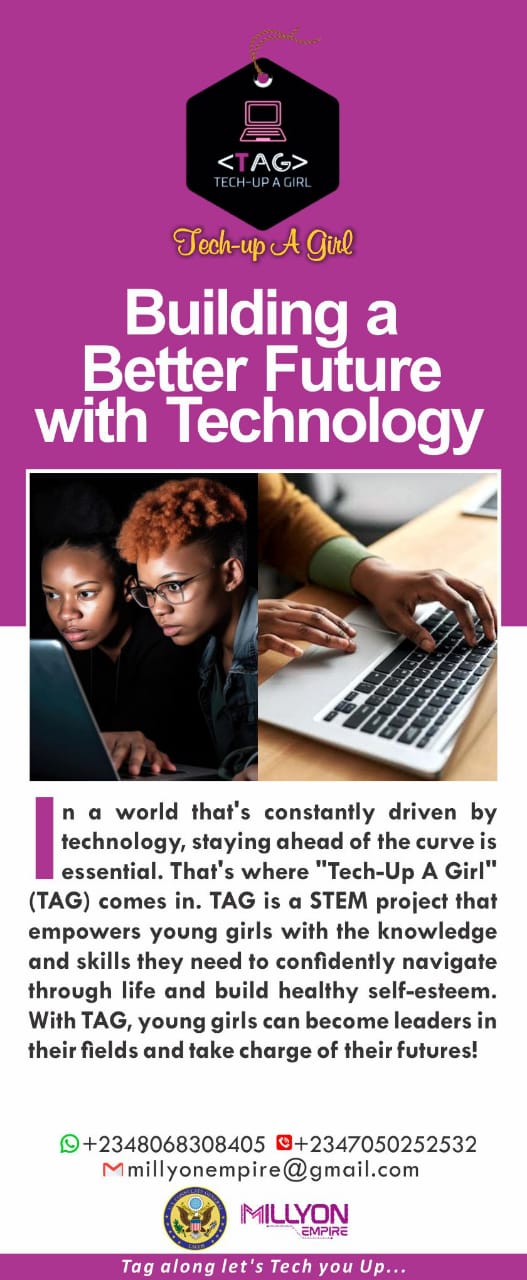 <TAG>
TECH-UP A GIRL
Tech-up A Girl
Building a
Better Future
with Technology
In a world that's constantly driven by
technology, staying ahead of the curve is
essential. That's where "Tech-Up A Girl"
(TAG) comes in. TAG is a STEM project that
empowers young girls with the knowledge
and skills they need to confidently navigate
through life and build healthy self-esteem.
With TAG, young girls can become leaders in
their fields and take charge of their futures!
+2348068308405 +2347050252532
millyonempire@gmail.com
MILLYON
EMPIRE
Tag along let's Tech you Up...